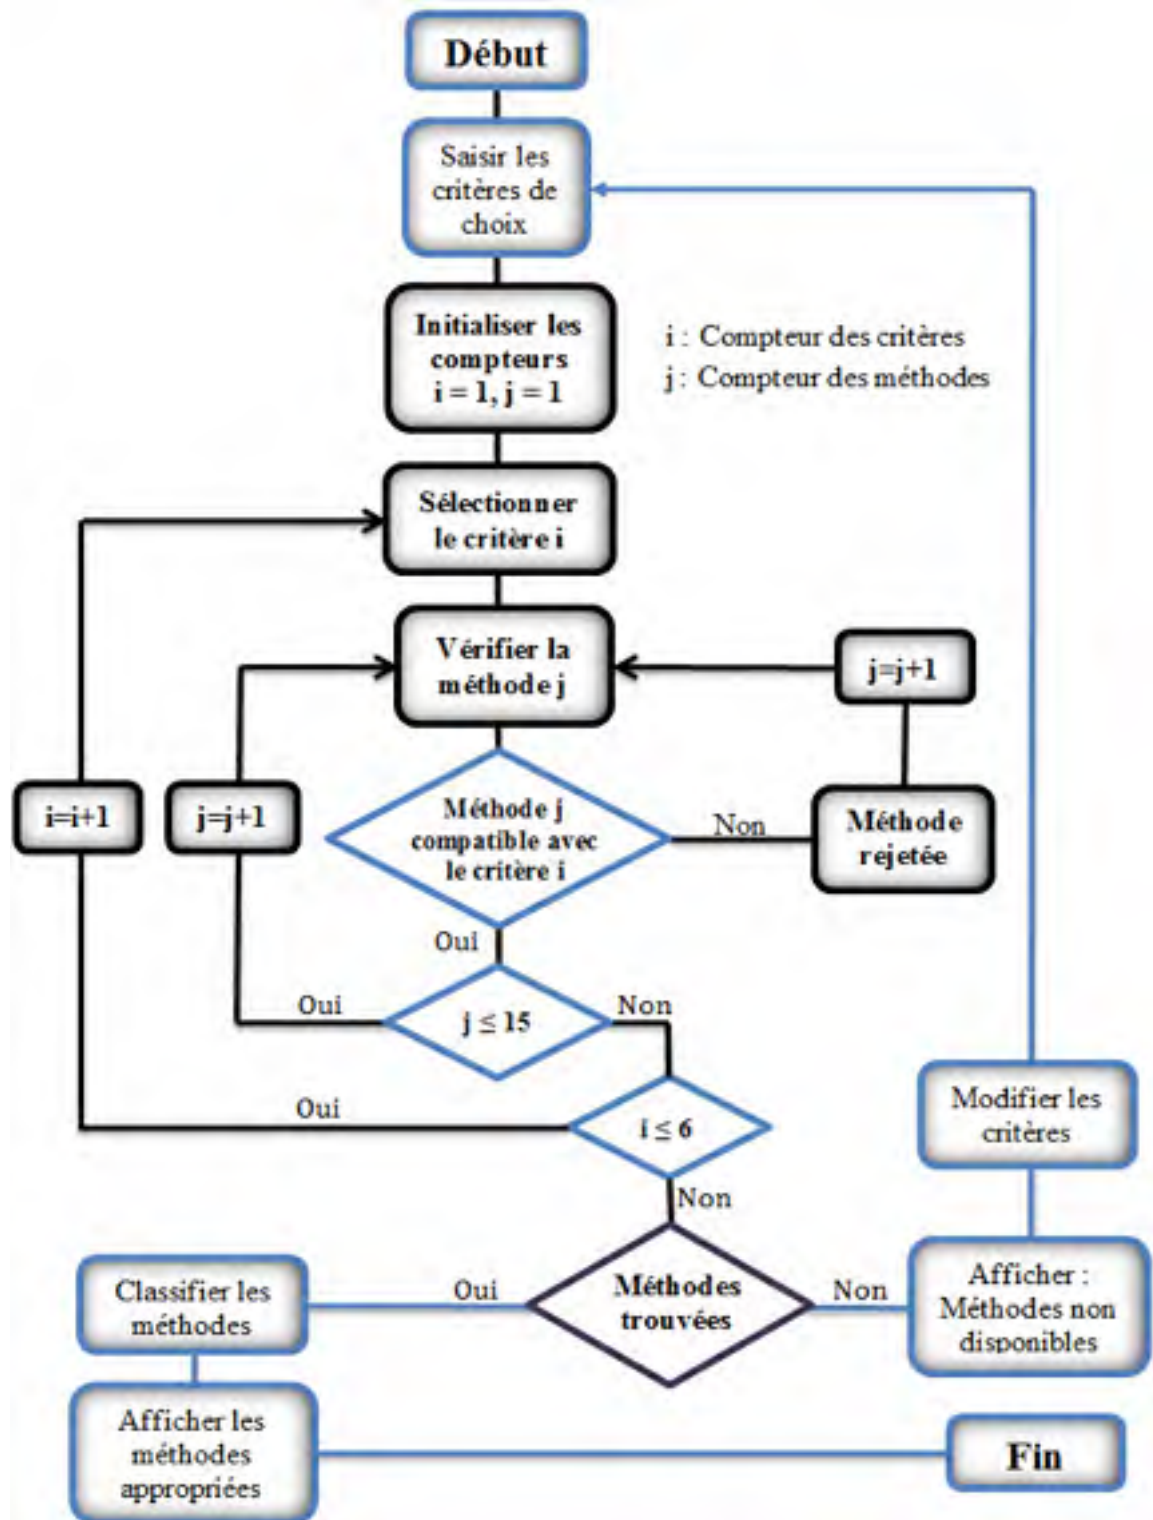 Début
Saisir les
critères de
choix
Initialiser les
compteurs
i = 1, j = 1
i : Compteur des critères
j : Compteur des méthodes
Sélectionner
le critère i
Vérifier la
méthode j
j=j+1
i=i+1
j=j+1
Méthode j
compatible avec
le critère i
Non
Méthode
rejetée
Oui
Oui
j ≤ 15
Non
Oui
i ≤ 6
Modifier les
critères
Non
Classifier les
méthodes
Oui
Méthodes
trouvées
Non
Afficher :
Méthodes non
disponibles
Afficher les
méthodes
appropriées
Fin